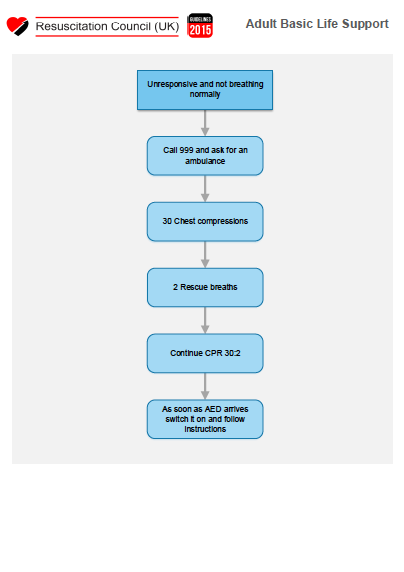 Resuscitation Council (UK)
GUIDELINES
2015
Adult Basic Life Support
Unresponsive and not breathing
normally
Call 999 and ask for an
ambulance
30 Chest compressions
2 Rescue breaths
Continue CPR 30:2
As soon as AED arrives
switch it on and follow
instructions